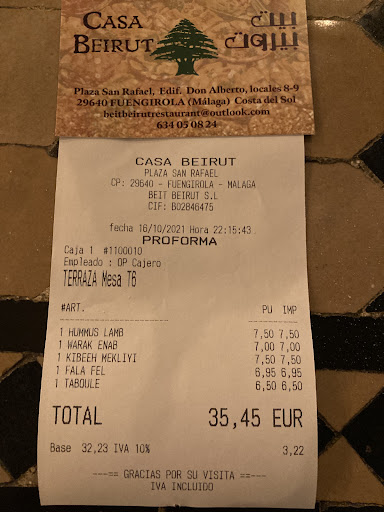 CASA
BEIRUT
بيت
بيروت
Plaza San Rafael, Edif. Don Alberto, locales 8-9
29640 FUENGIROLA (Málaga) Costa del Sol
beitbeirutrestaurant@outlook.com
634 05 08 24
CASA BEIRUT
PLAZA SAN RAFAEL
CP: 29640 - FUENGIROLA - MALAGA
BEIT BEIRUT S.L
CIF: B02846475
fecha 16/10/2021 Hora 22:15:43
PROFORMA
Caja 1 #1100010
Empleado : OP Cajero
TERRAZA Mesa T6
#ART. PU IMP
1 HUMMUS LAMB 7,50 7,50
1 WARAK ENAB 7,00 7,00
1 KIBEEH MEKLIYI 7,50 7,50
1 FALA FEL 6,95 6,95
1 TABOULE 6,50 6,50
TOTAL 35,45 EUR
Base 32,23 IVA 10% 3,22
---== GRACIAS POR SU VISITA ==---
IVA INCLUIDO